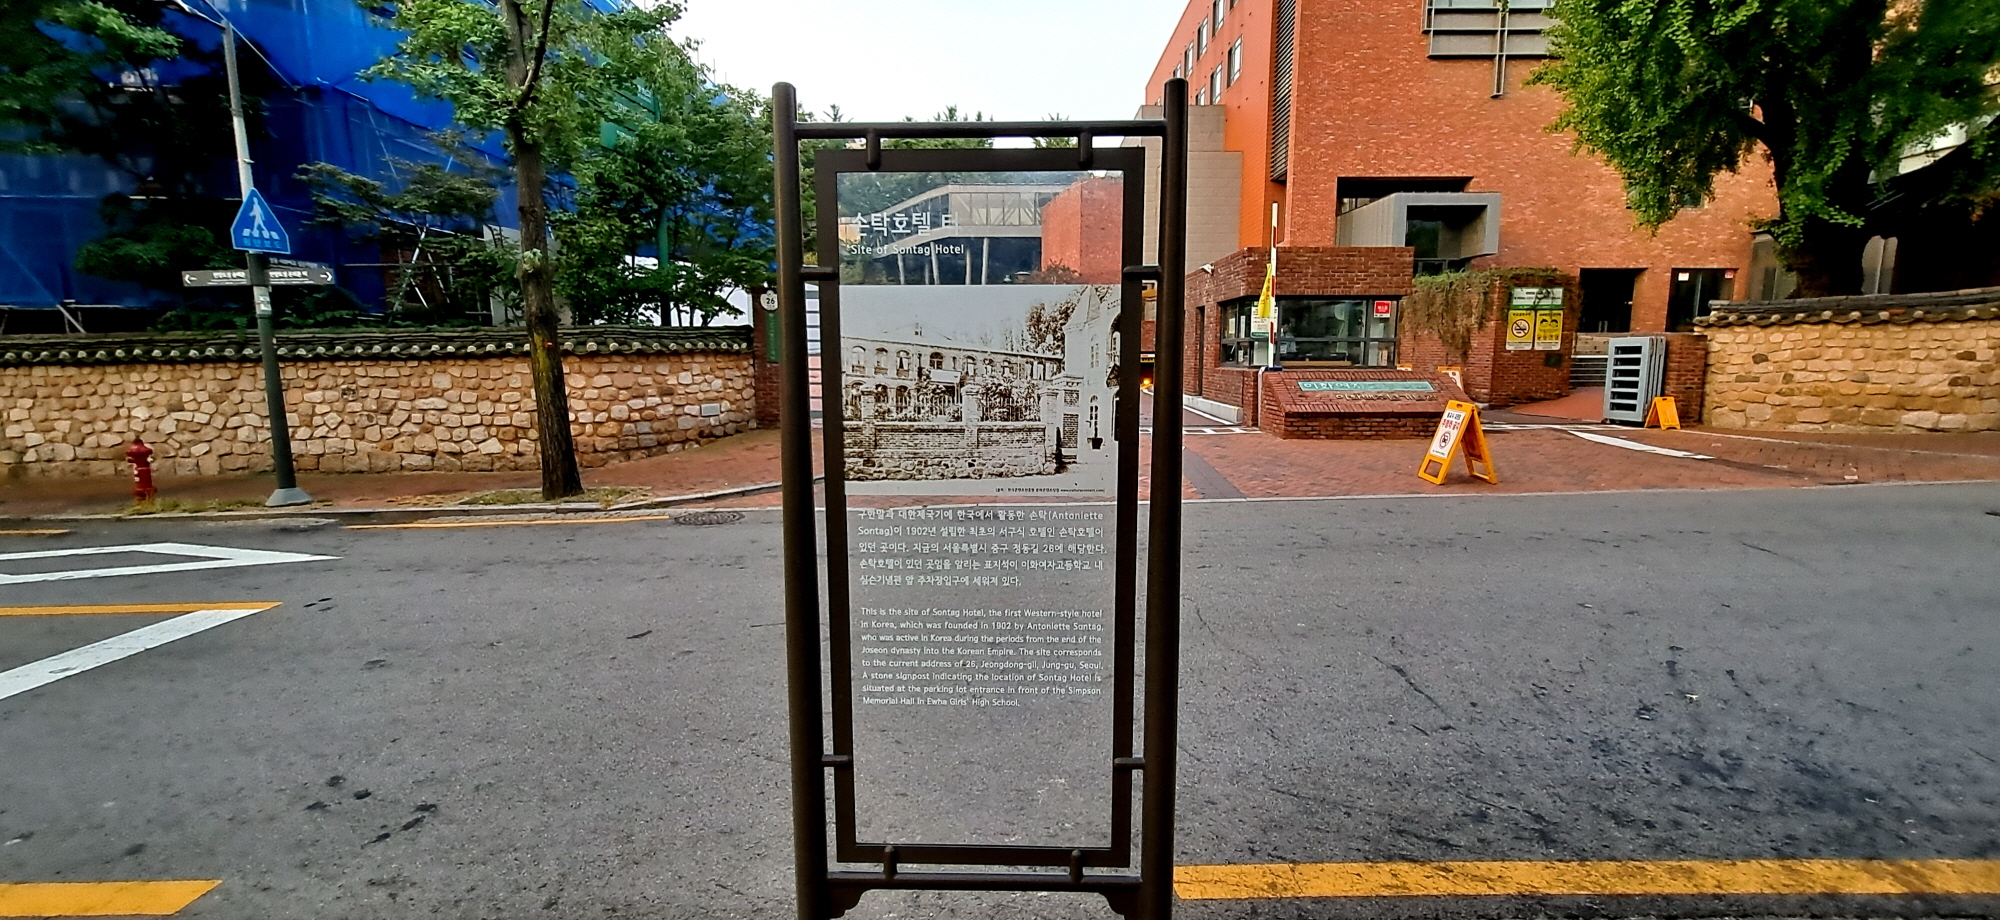 손탁호텔 터
Site of Sontag Hotel
구한말과 대한제국기에 한국에서 활동한 손탁(Antoniette
Sontag)이 1902년 설립한 최초의 서구식 호텔인 손탁호텔이
있던 곳이다. 지금의 서울특별시 중구 정동길 26에 해당한다.
손탁호텔이 있던 곳임을 알리는 표지석이 이화여자고등학교 내
심슨기념관 앞 주차장입구에 세워져 있다.
This is the site of Sontag Hotel, the first Western-style hotel
in Korea, which was founded in 1902 by Antoniette Sontag,
who was active in Korea during the periods from the end of the
Joseon dynasty into the Korean Empire. The site corresponds
to the current address of 26, Jeongdong-gil, Jung-gu, Seoul.
A stone signpost indicating the location of Sontag Hotel is
situated at the parking lot entrance in front of the Simpson
Memorial Hall in Ewha Girls' High School.
횡단보도
26